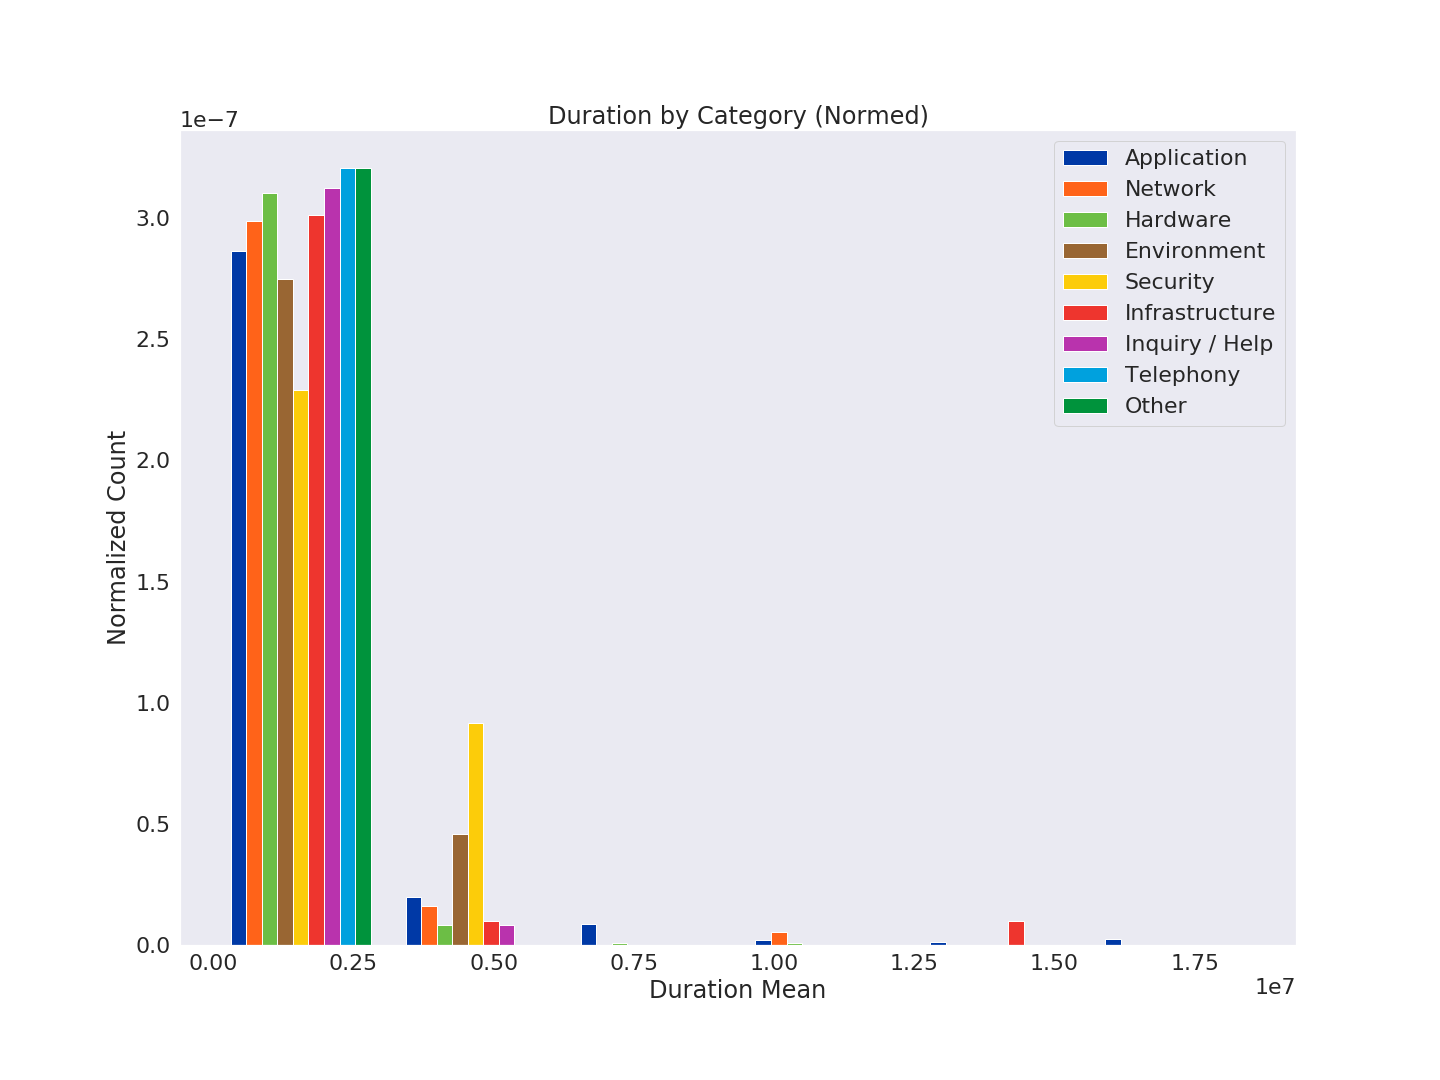 Duration by Category (Normed)
1e−7
3.0
2.5
2.0
1.5
1.0
0.5
0.0
Normalized Count
Application
Network
Hardware
Environment
Security
Infrastructure
Inquiry / Help
Telephony
Other
0.00 0.25 0.50 0.75 1.00 1.25 1.50 1.75
1e7
Duration Mean